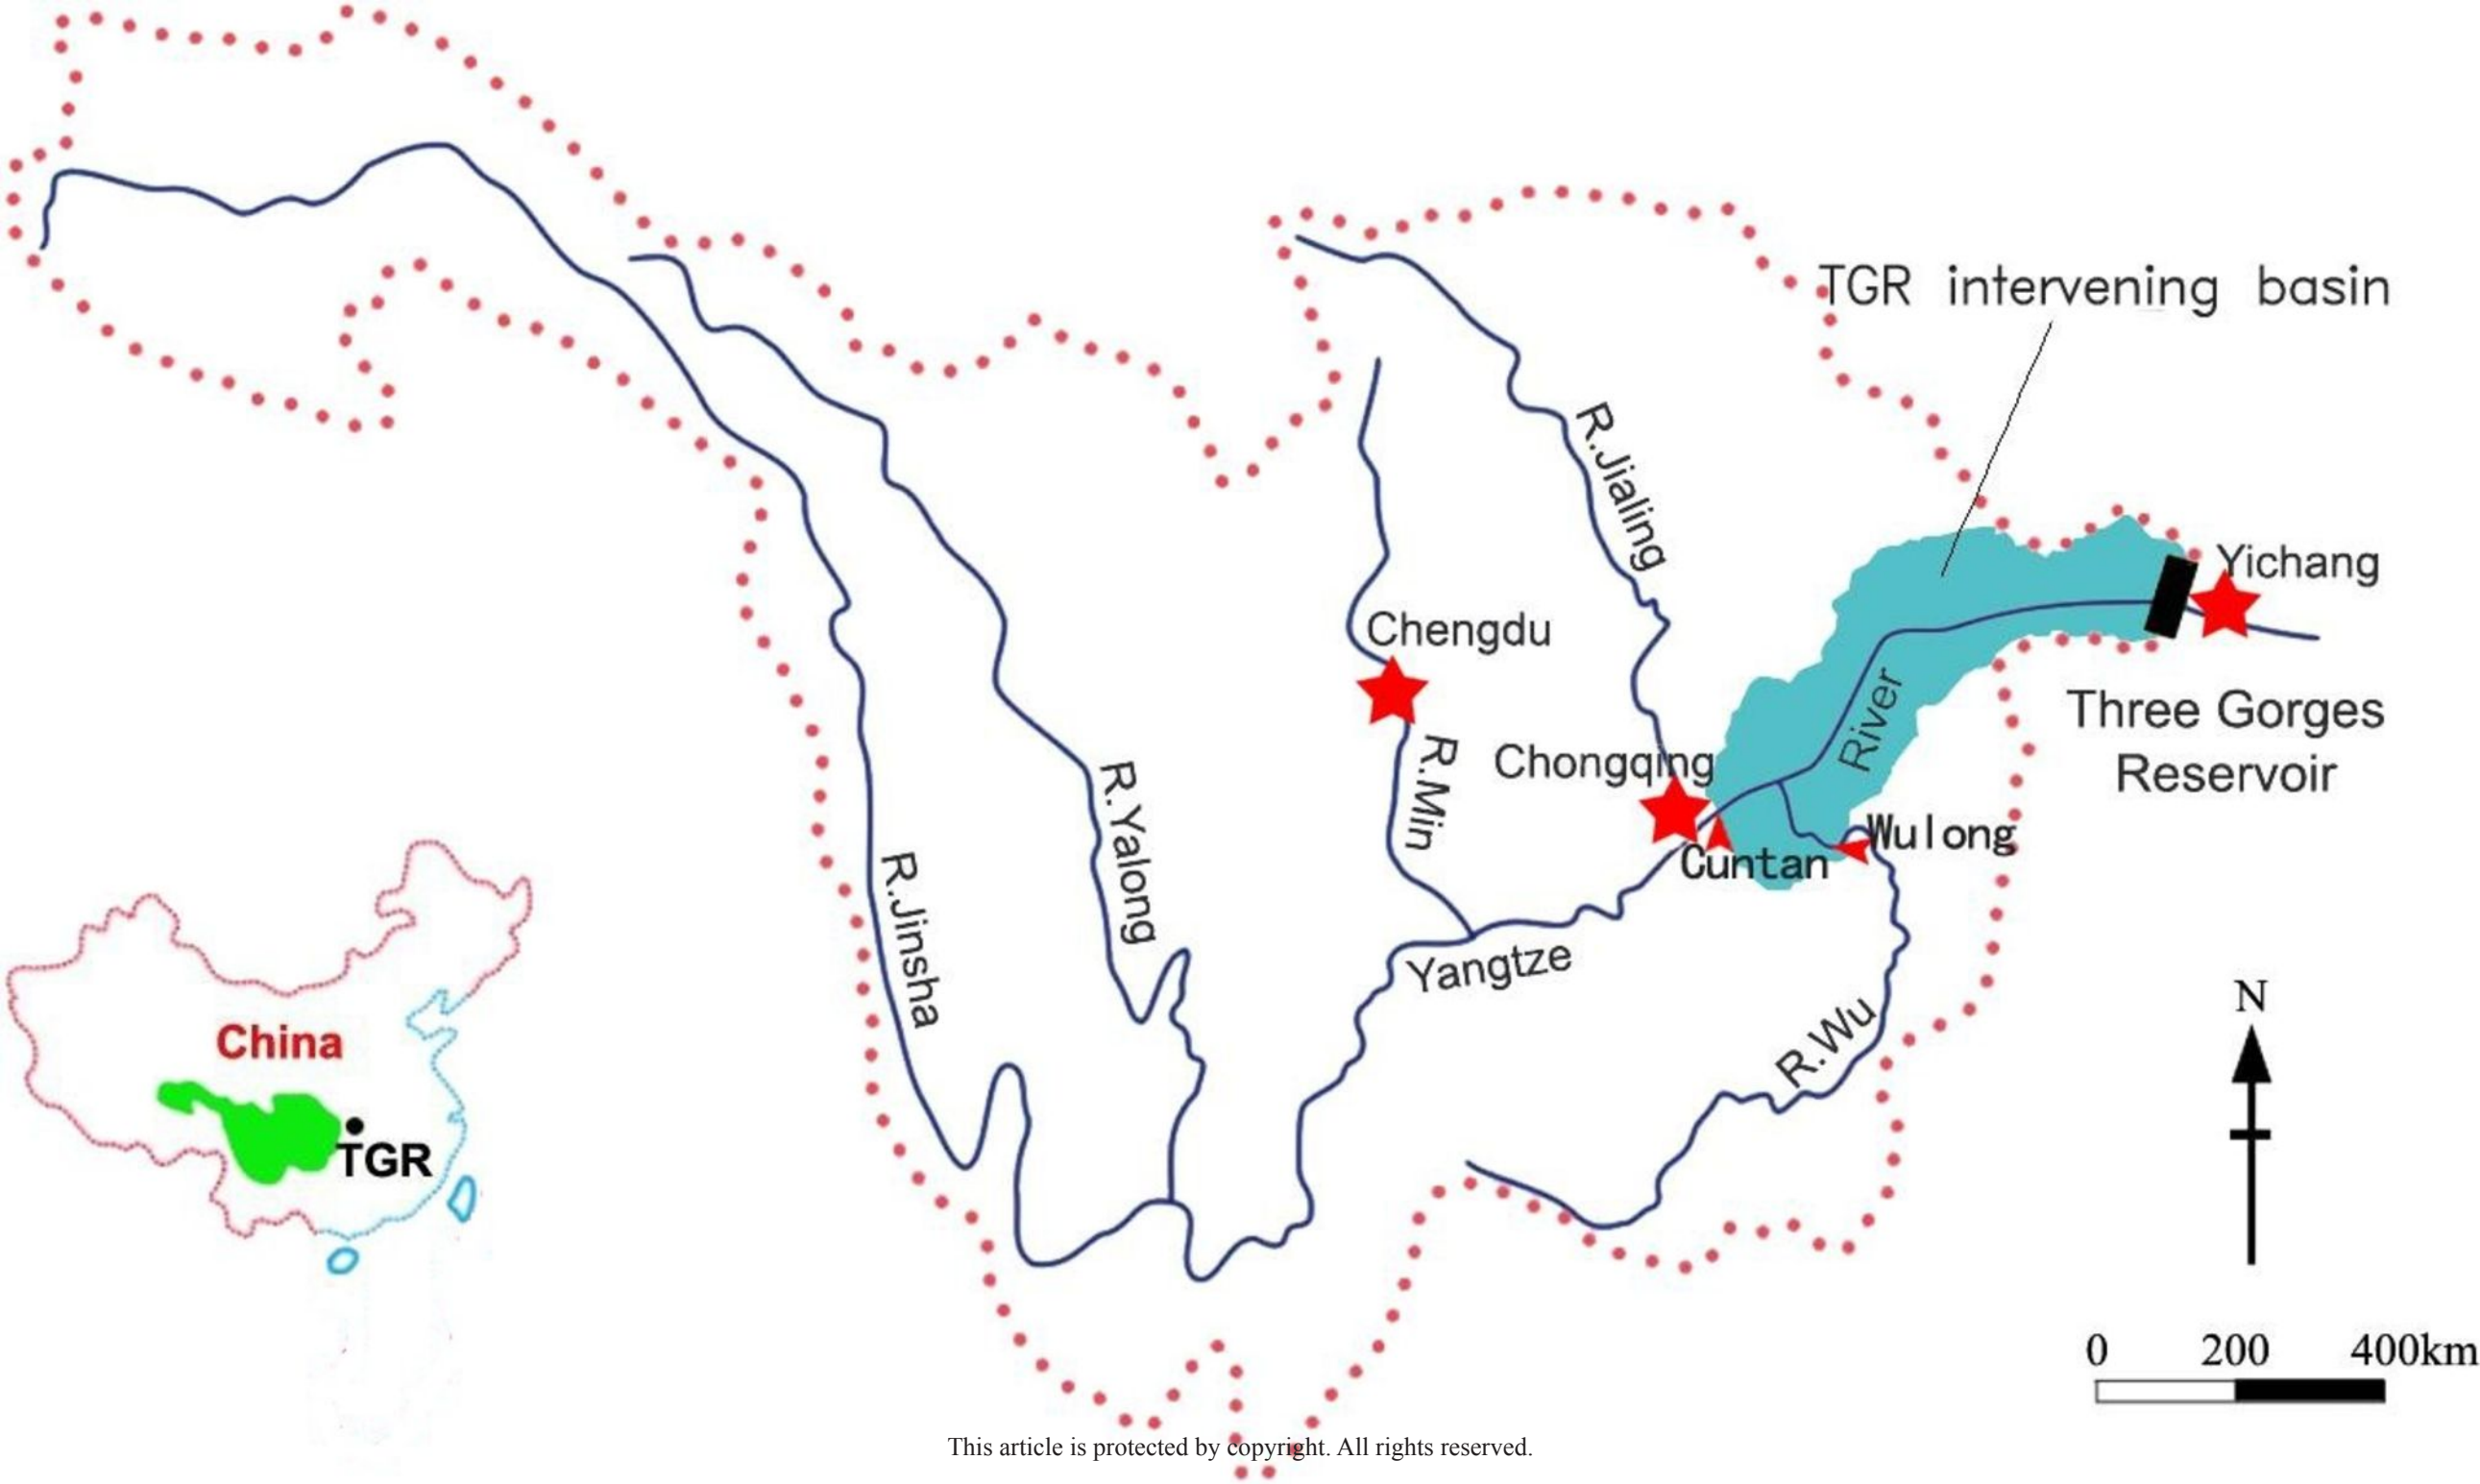 TGR intervening basin
R.Jialing
Yichang
Chengdu
River
Three Gorges
Reservoir
R.Min
Chongqing
R.Yalong
Wulong
Cuntan
R.Jinsha
Yangtze
N
R.Wu
China
TGR
0 200 400km
This article is protected by copyright. All rights reserved.